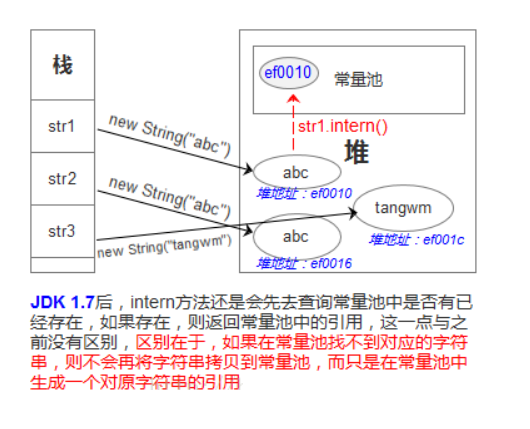 栈
ef0010
常量池
str1
new String("abc")
str1.intern()
堆
abc
堆地址：ef0010
str2
new String("abc")
tangwm
str3
new String("tangwm")
abc
堆地址：ef001c
堆地址：ef0016
JDK 1.7后，intern方法还是会先去查询常量池中是否有已
经存在，如果存在，则返回常量池中的引用，这一点与之
前没有区别，区别在于，如果在常量池找不到对应的字符
串，则不会再将字符串拷贝到常量池，而只是在常量池中
生成一个对原字符串的引用